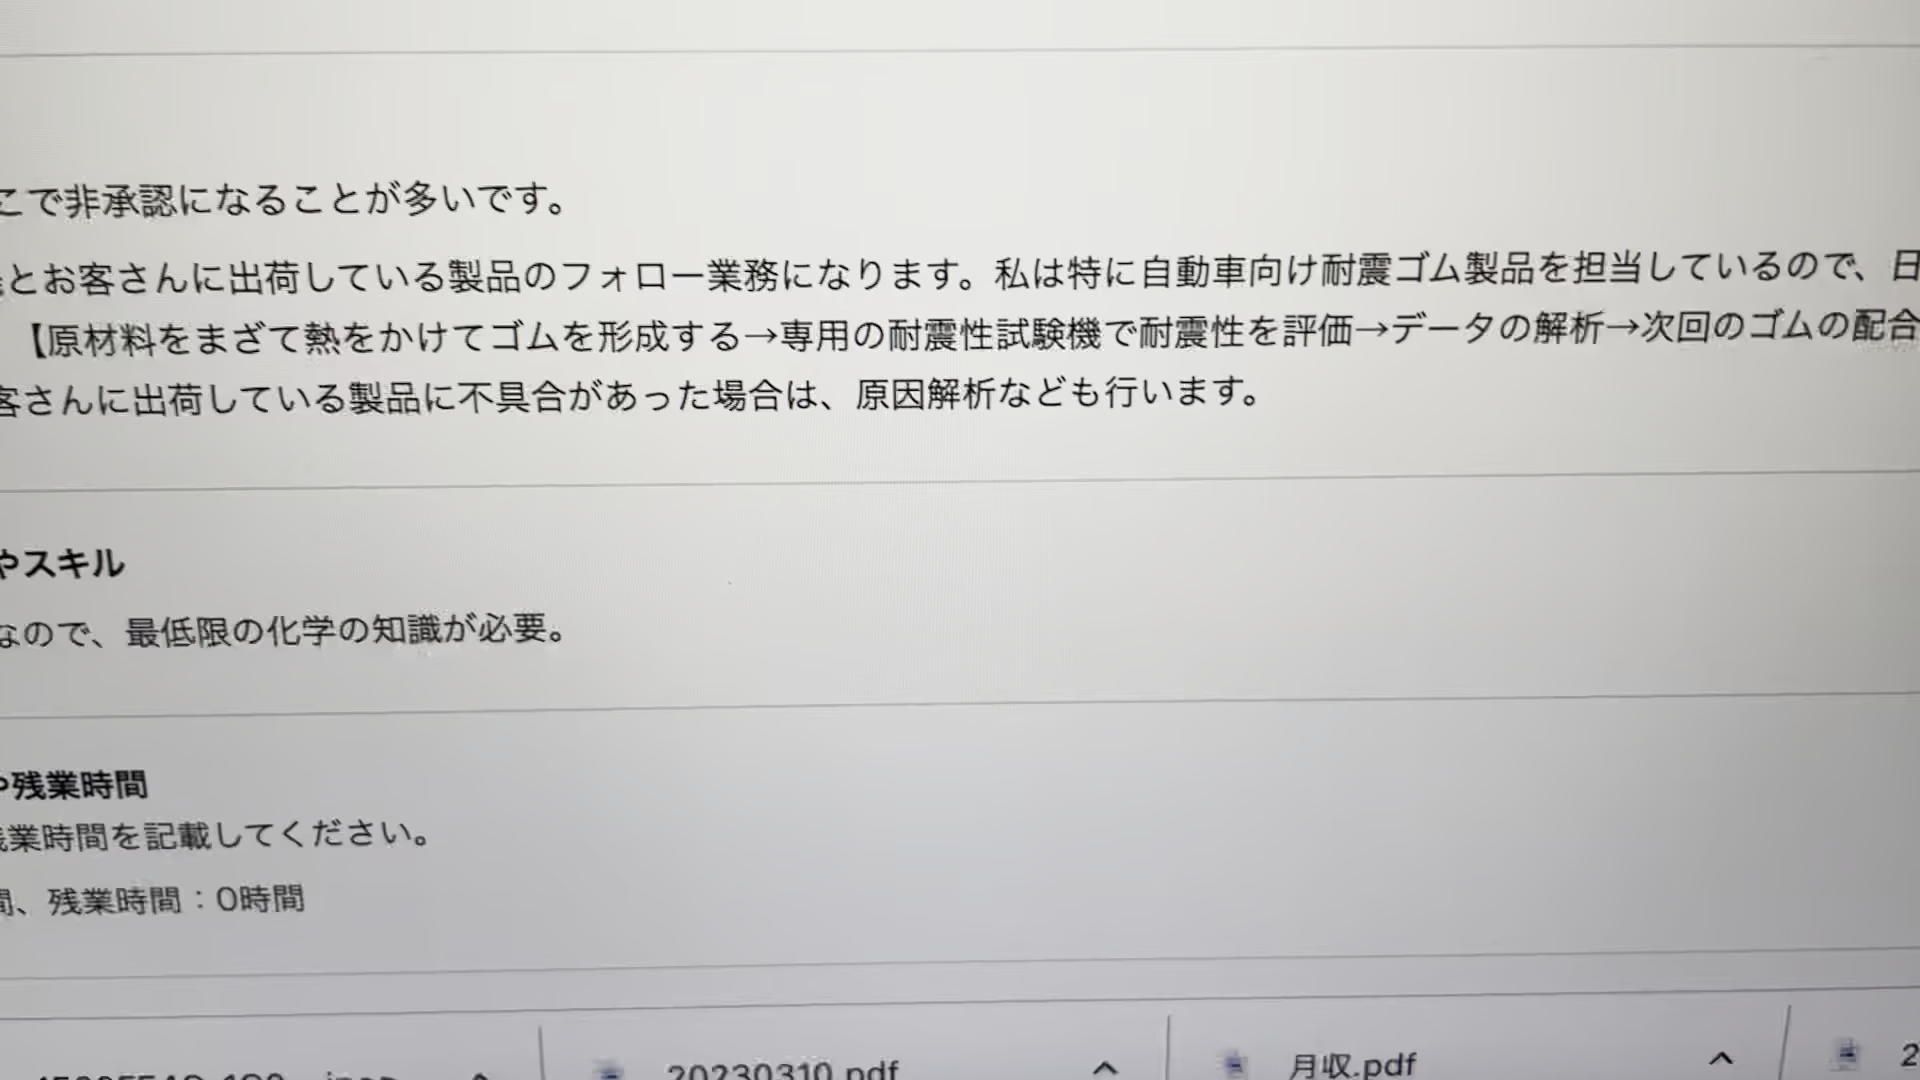 こで非承認になることが多いです。
とお客さんに出荷している製品のフォロー業務になります。私は特に自動車向け耐震ゴム製品を担当しているので、日
【原材料をまぜて熱をかけてゴムを形成する→専用の耐震性試験機で耐震性を評価→データの解析→次回のゴムの配合
客さんに出荷している製品に不具合があった場合は、原因解析なども行います。
やスキル
なので、最低限の化学の知識が必要。
や残業時間
残業時間を記載してください。
間、残業時間：0時間
20230310.pdf
月収.pdf
2